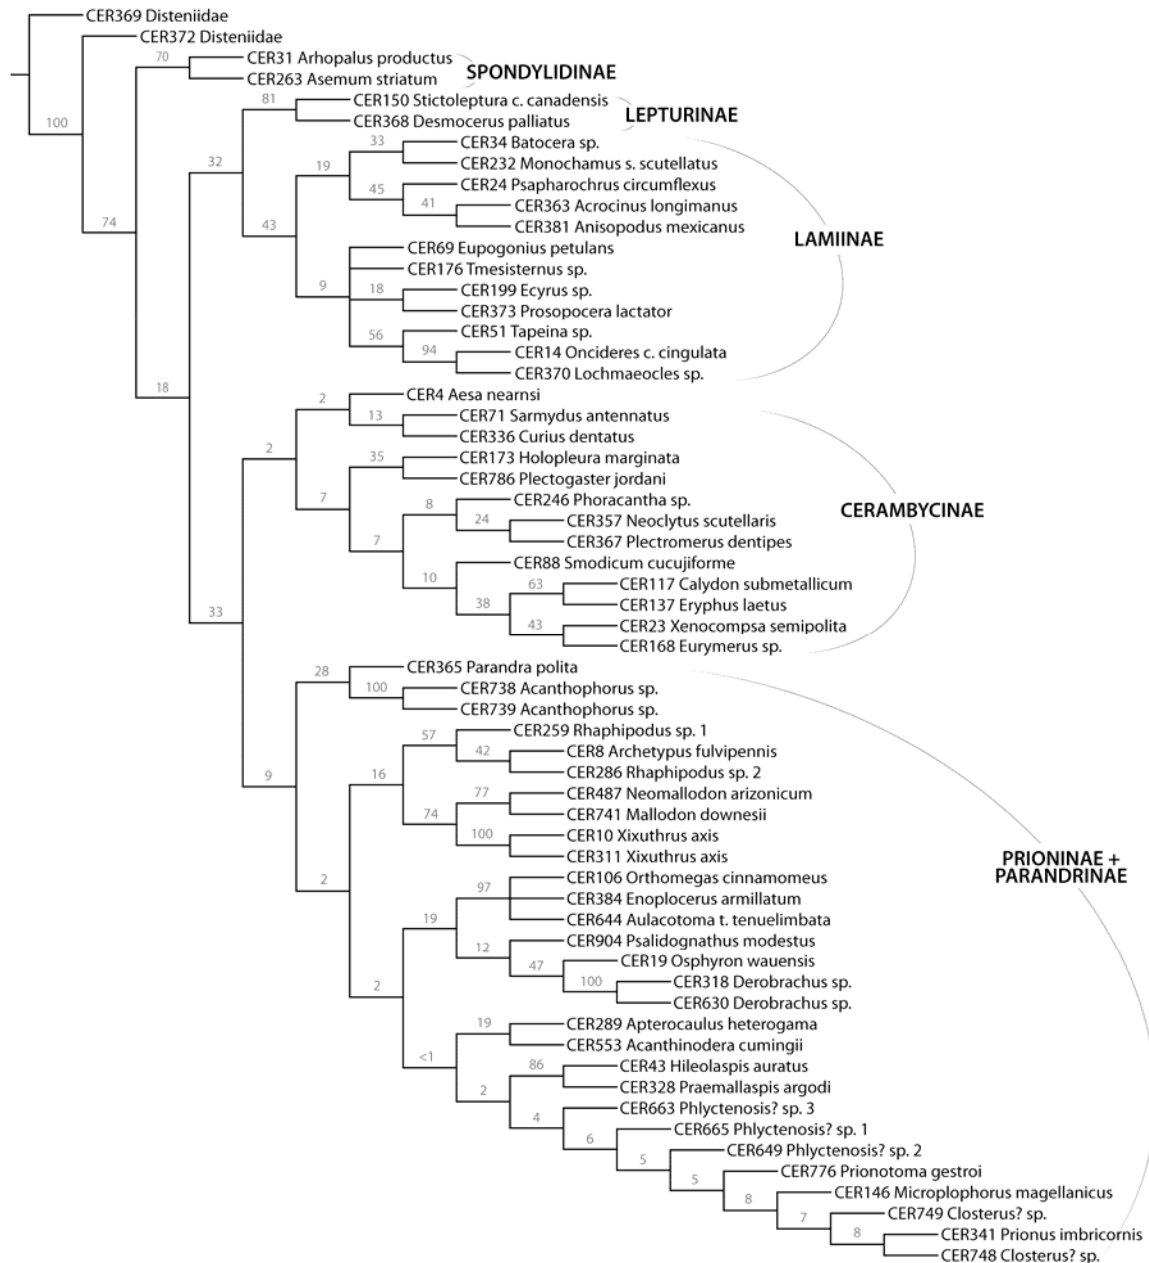 CER369 Disteniidae
CER372 Disteniidae
70
CER31 Arhopalus productus
CER263 Asemum striatum
SPONDYLIDINAE
81
CER150 Stictoleptura c. canadensis
CER368 Desmocerus palliatus
LEPTURINAE
100
33
CER34 Batocera sp.
32
19
CER232 Monochamus s. scutellatus
45
CER24 Psapharochrus circumflexus
41
CER363 Acrocinus longimanus
74
43
CER381 Anisopodus mexicanus
LAMIINAE
CER69 Eupogonius petulans
CER176 Tmesisternus sp.
9
18
CER199 Ecyrus sp.
CER373 Prosopocera lactator
56
CER51 Tapeina sp.
94
CER14 Oncideres c. cingulata
CER370 Lochmaeocles sp.
18
2
CER4 Aesa nearnsi
13
CER71 Sarmydus antennatus
CER336 Curius dentatus
2
35
CER173 Holopleura marginata
CER786 Plectogaster jordani
7
8
CER246 Phoracantha sp.
24
CER357 Neoclytus scutellaris
CERAMBYCINAE
7
CER367 Plectromerus dentipes
10
CER88 Smodicum cucujiforme
63
CER117 Calydon submetallicum
38
CER137 Eryphus laetus
33
43
CER23 Xenocompsa semipolita
CER168 Eurymerus sp.
28
CER365 Parandra polita
100
CER738 Acanthophorus sp.
CER739 Acanthophorus sp.
57
CER259 Rhaphipodus sp. 1
42
CER8 Archetypus fulvipennis
9
16
CER286 Rhaphipodus sp. 2
77
CER487 Neomallodon arizonicum
74
CER741 Mallodon downesii
100
CER10 Xixuthrus axis
CER311 Xixuthrus axis
PRIONINAE +
PARANDRINAE
2
97
CER106 Orthomegas cinnamomeus
CER384 Enoplocerus armillatum
19
CER644 Aulacotoma t. tenuelimbata
12
CER904 Psalidognathus modestus
47
CER19 Osphyron wauensis
100
CER318 Derobrachus sp.
2
CER630 Derobrachus sp.
19
CER289 Apterocaulus heterogama
CER553 Acanthinodera cumingii
<1
86
CER43 Hileolaspis auratus
2
CER328 Praemallaspis argodi
4
CER663 Phlyctenosis? sp. 3
6
CER665 Phlyctenosis? sp. 1
5
CER649 Phlyctenosis? sp. 2
5
CER776 Prionotoma gestroi
8
CER146 Microplophorus magellanicus
7
CER749 Closterus? sp.
8
CER341 Prionus imbricornis
CER748 Closterus? sp.